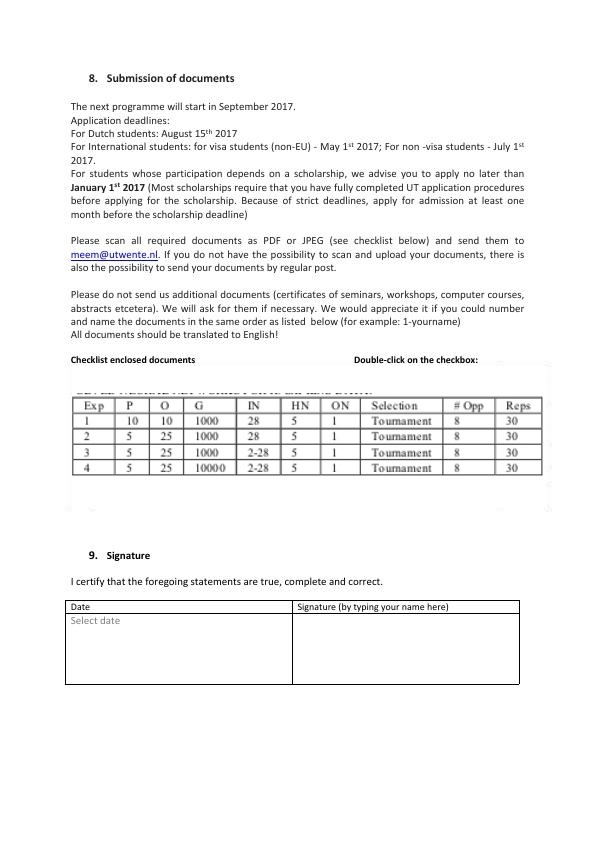 8. Submission of documents
The next programme will start in September 2017.
Application deadlines:
For Dutch students: August 15th 2017
For International students: for visa students (non-EU) - May 1st 2017; For non -visa students - July 1st
2017.
For students whose participation depends on a scholarship, we advise you to apply no later than
January 1st 2017 (Most scholarships require that you have fully completed UT application procedures
before applying for the scholarship. Because of strict deadlines, apply for admission at least one
month before the scholarship deadline)
Please scan all required documents as PDF or JPEG (see checklist below) and send them to
meem@utwente.nl. If you do not have the possibility to scan and upload your documents, there is
also the possibility to send your documents by regular post.
Please do not send us additional documents (certificates of seminars, workshops, computer courses,
abstracts etcetera). We will ask for them if necessary. We would appreciate it if you could number
and name the documents in the same order as listed below (for example: 1-yourname)
All documents should be translated to English!
Checklist enclosed documents Double-click on the checkbox:
Exp P O G IN HN ON Selection # Opp Reps
1 10 10 1000 28 5 1 Tournament 8 30
2 5 25 1000 28 5 1 Tournament 8 30
3 5 25 1000 2-28 5 1 Tournament 8 30
4 5 25 10000 2-28 5 1 Tournament 8 30
9. Signature
I certify that the foregoing statements are true, complete and correct.
Date Signature (by typing your name here)
Select date